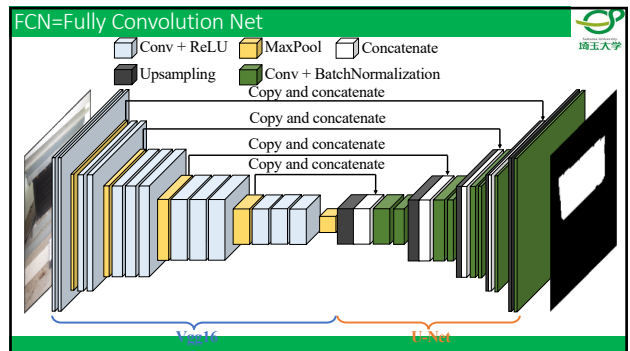 FCN=Fully Convolution Net
Conv + ReLU
MaxPool
Concatenate
Saitama University
埼玉大学
Upsampling
Conv + BatchNormalization
Copy and concatenate
Copy and concatenate
Copy and concatenate
Copy and concatenate
Vgg16
U-Net